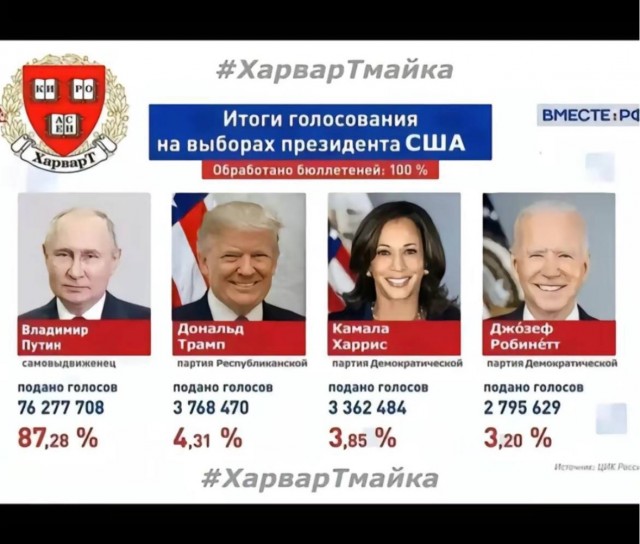 #ХарварТмайка
КИ РО
АС ЕИ
ХарварТ
Итоги голосования
на выборах президента США
ВМЕСТЕ:РФ
Обработано бюллетеней: 100 %
Владимир
Путин
Дональд
Трамп
Камала
Харрис
Джо́зеф
Робине́тт
самовыдвиженец
партия Республиканской
партия Демократической
партия Демократической
подано голосов
подано голосов
подано голосов
подано голосов
76 277 708
3 768 470
3 362 484
2 795 629
87,28 %
4,31 %
3,85 %
3,20 %
Источник: ЦИК Росси
#ХарварТмайка